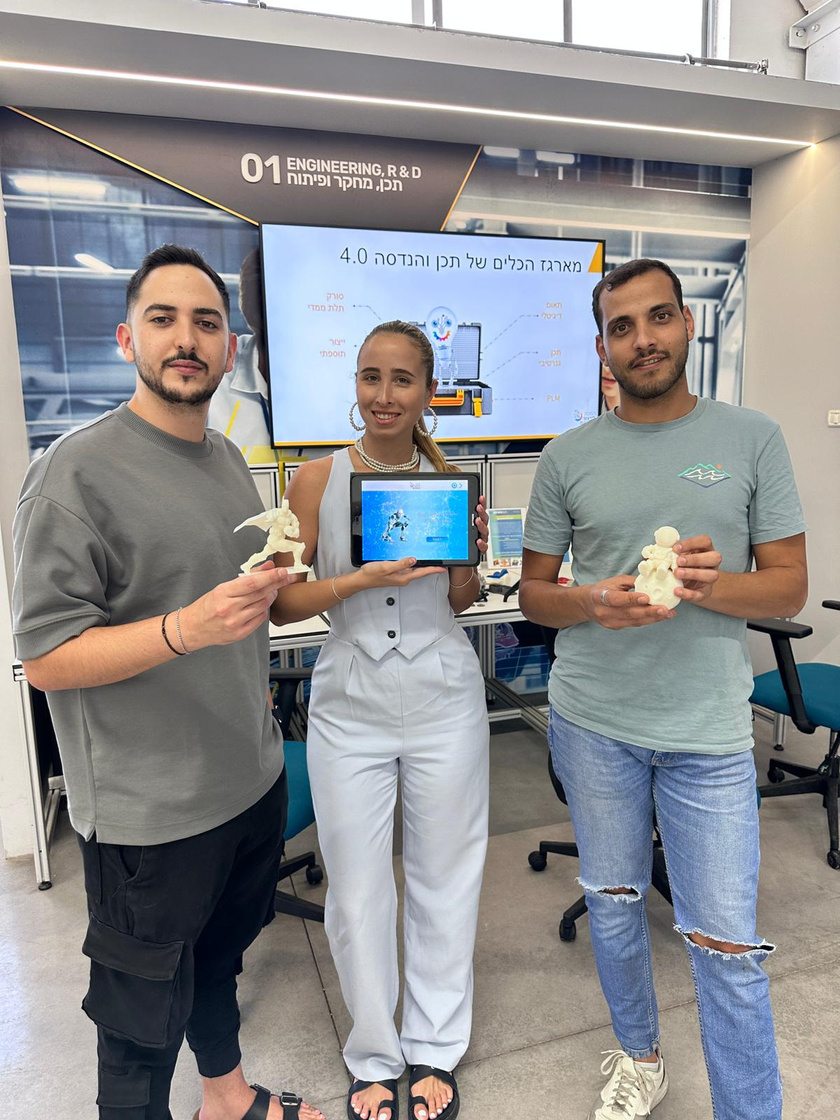 01 ENGINEERING, R & D
תכן, מחקר ופיתוח
מארגז הכלים של תכן והנדסה 4.0
סורק
תלת ממדי
ייצור
תוספתי
תאום
דיגיטלי
תכן
גנרטיבי
PLM